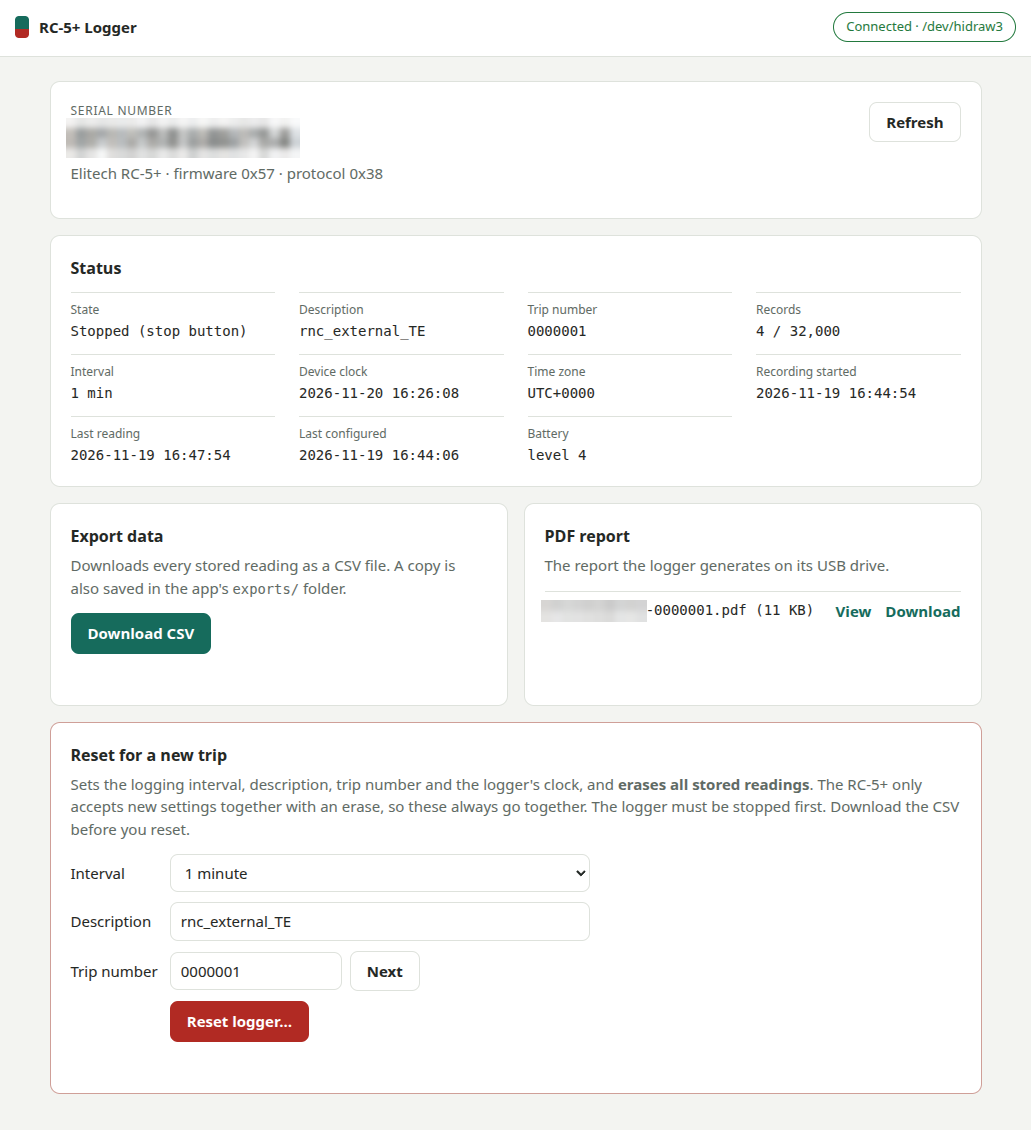 RC-5+ Logger
Connected · /dev/hidraw3
SERIAL NUMBER
Refresh
Elitech RC-5+ · firmware 0x57 · protocol 0x38
Status
State
Description
Trip number
Records
Stopped (stop button)
rnc_external_TE
0000001
4 / 32,000
Interval
Device clock
Time zone
Recording started
1 min
2026-11-20 16:26:08
UTC+0000
2026-11-19 16:44:54
Last reading
Last configured
Battery
2026-11-19 16:47:54
2026-11-19 16:44:06
level 4
Export data
Downloads every stored reading as a CSV file. A copy is
also saved in the app's exports/ folder.
Download CSV
PDF report
The report the logger generates on its USB drive.
-0000001.pdf (11 KB)
View
Download
Reset for a new trip
Sets the logging interval, description, trip number and the logger's clock, and erases all stored readings. The RC-5+ only
accepts new settings together with an erase, so these always go together. The logger must be stopped first. Download the CSV
before you reset.
Interval
1 minute
Description
rnc_external_TE
Trip number
0000001
Next
Reset logger...